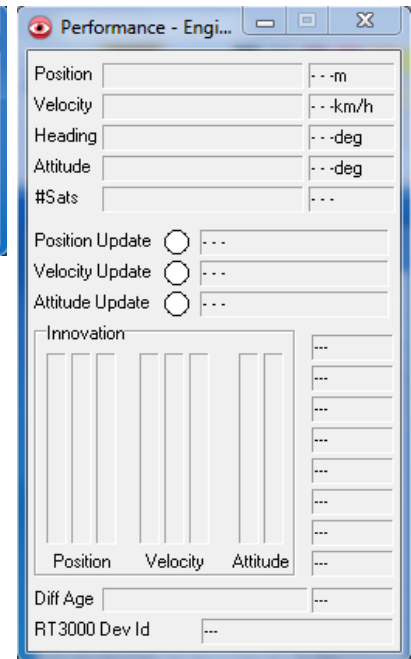 Performance - Engi...
Position - - -m
Velocity - - -km/h
Heading - - -deg
Attitude - - -deg
#Sats - - -
Position Update - - -
Velocity Update - - -
Attitude Update - - -
Innovation
---
---
---
---
---
---
---
Position Velocity Attitude ---
Diff Age ---
RT3000 Dev Id ---